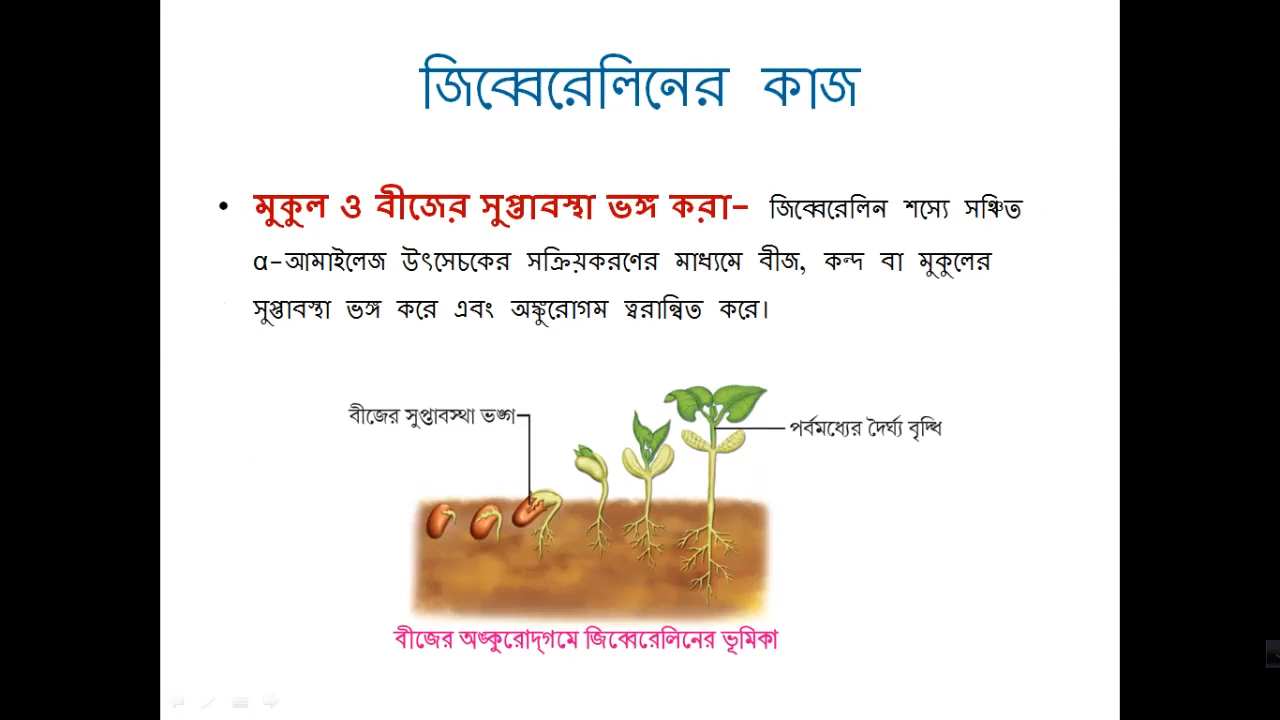 জিব্বেরেলিনের কাজ
• মুকুল ও বীজের সুপ্তাবস্থা ভঙ্গ করা– জিব্বেরেলিন শস্যে সঞ্চিত
α–আমাইলেজ উৎসেচকের সক্রিয়করণের মাধ্যমে বীজ, কন্দ বা মুকুলের
সুপ্তাবস্থা ভঙ্গ করে এবং অঙ্কুরোগম ত্বরান্বিত করে।
বীজের সুপ্তাবস্থা ভঙ্গ
পর্বমধ্যের দৈর্ঘ্য বৃদ্ধি
বীজের অঙ্কুরোদ্‌গমে জিব্বেরেলিনের ভূমিকা